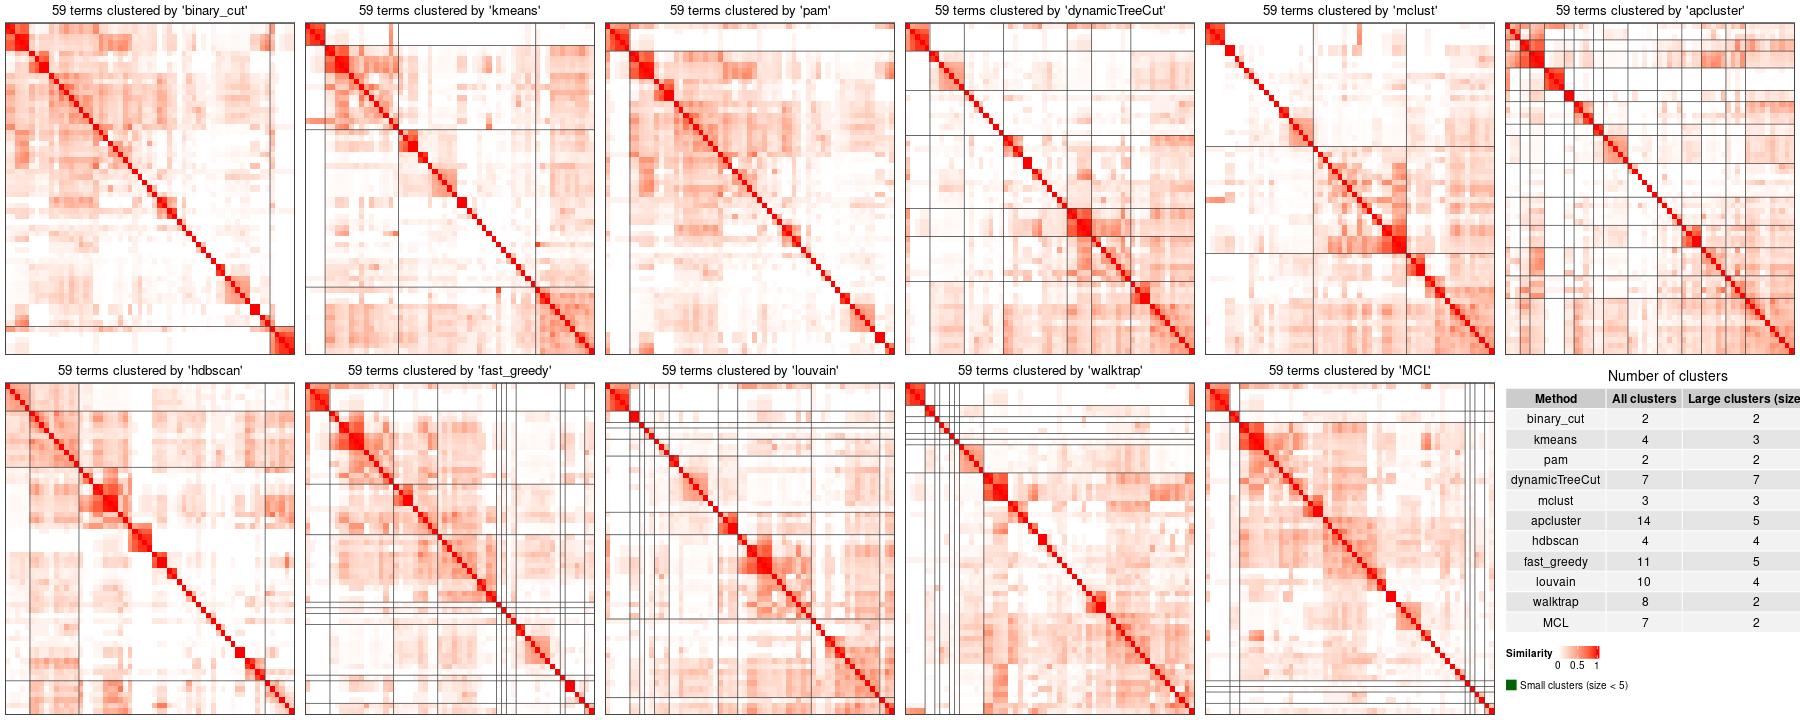 59 terms clustered by 'binary_cut'
59 terms clustered by 'kmeans'
59 terms clustered by 'pam'
59 terms clustered by 'dynamicTreeCut'
59 terms clustered by 'mclust'
59 terms clustered by 'apcluster'
59 terms clustered by 'hdbscan'
59 terms clustered by 'fast_greedy'
59 terms clustered by 'louvain'
59 terms clustered by 'walktrap'
59 terms clustered by 'MCL'
Number of clusters
Method All clusters Large clusters (size
binary_cut 2 2
kmeans 4 3
pam 2 2
dynamicTreeCut 7 7
mclust 3 3
apcluster 14 5
hdbscan 4 4
fast_greedy 11 5
louvain 10 4
walktrap 8 2
MCL 7 2
Similarity
0 0.5 1
Small clusters (size < 5)